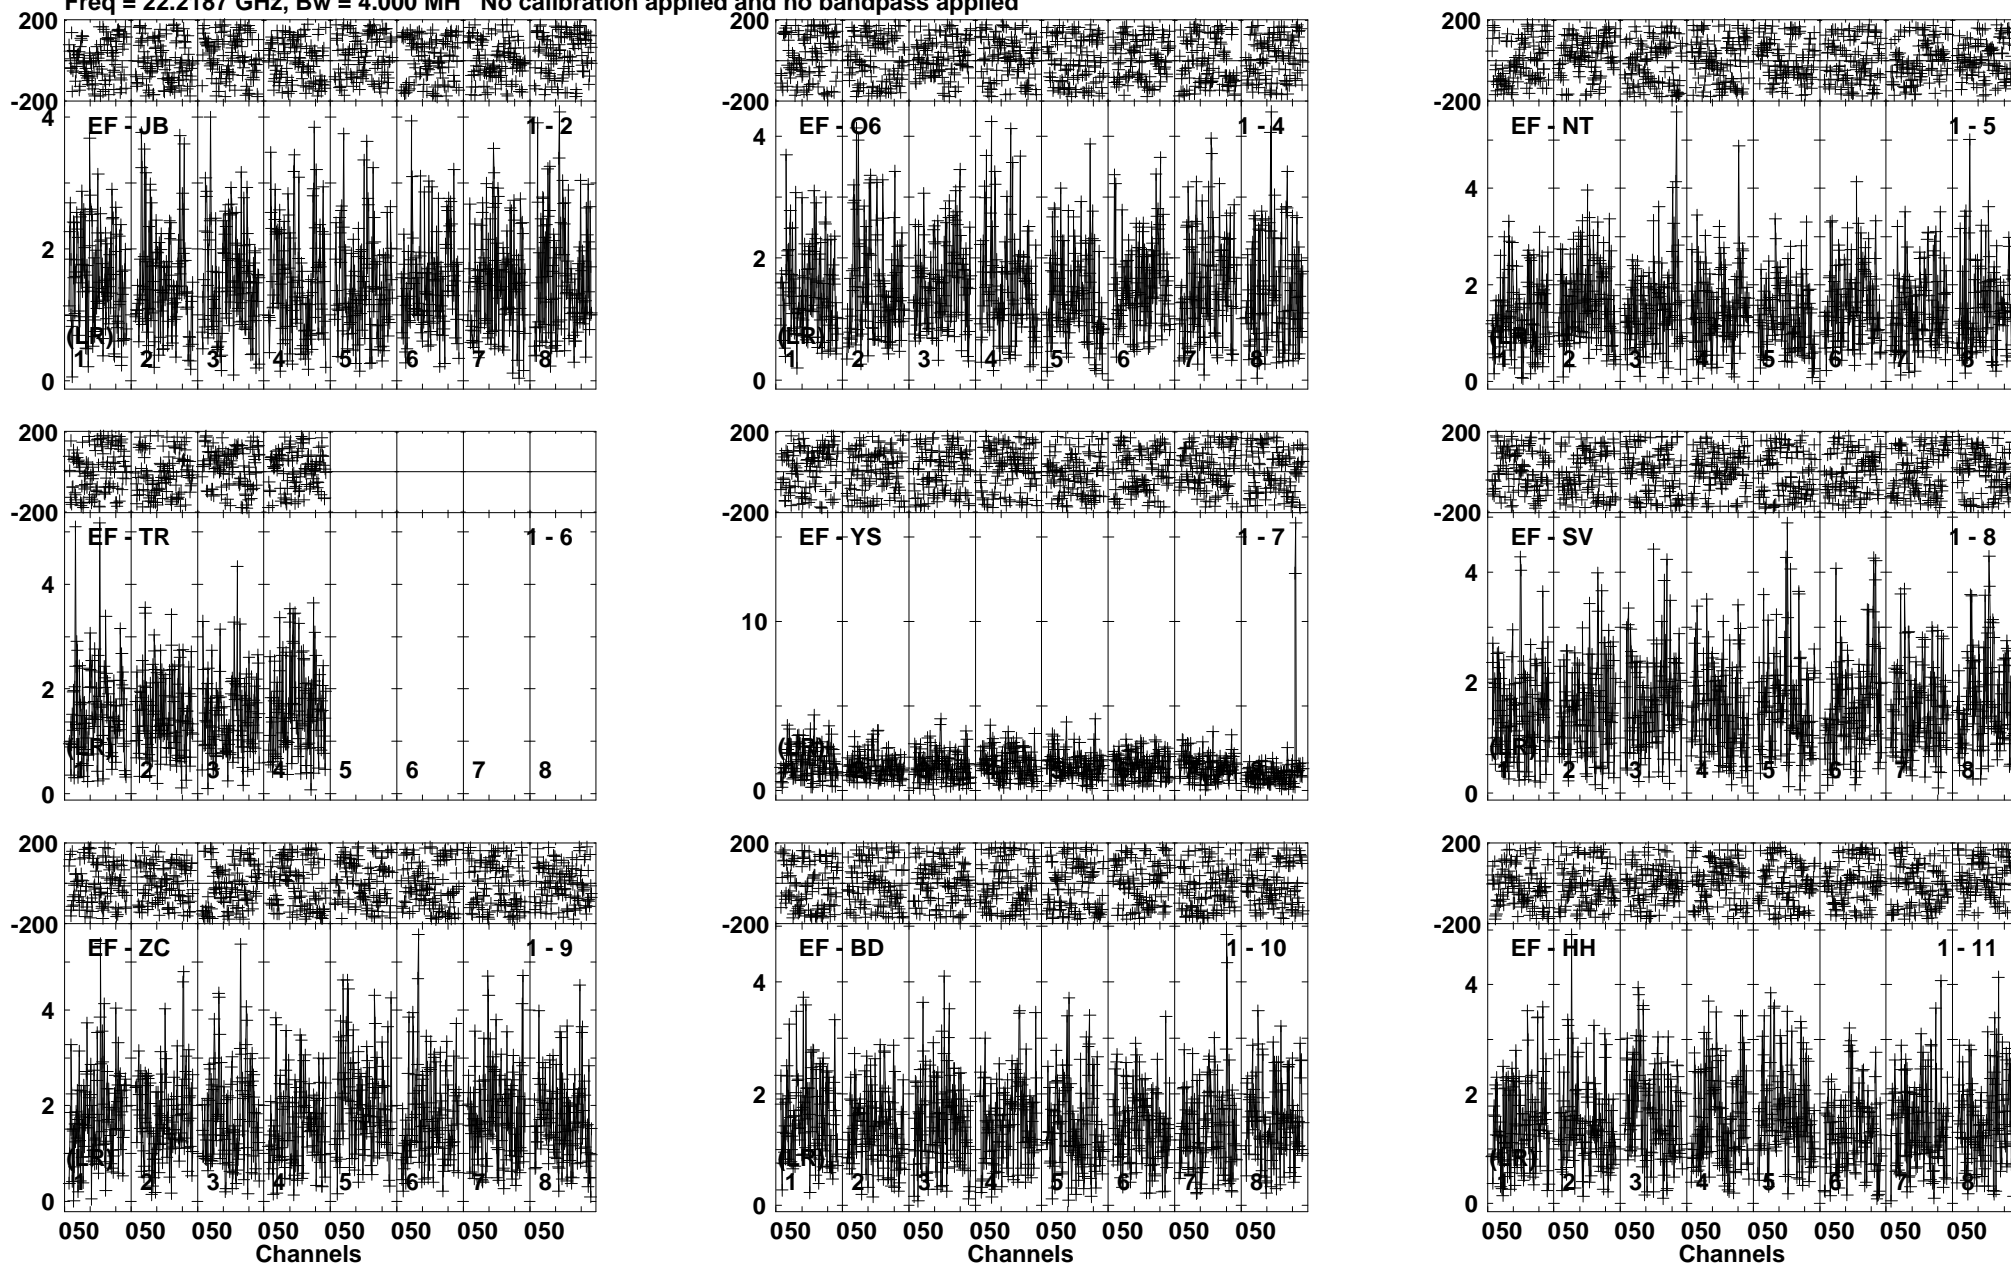 Freq = 22.2187 GHz, Bw = 4.000 MH No calibration applied and no bandpass applied
200 200 200
-200 -200 -200
EF - JB 1 - 2 EF - O6 1 - 4 EF - NT 1 - 5
4 4 4
2 2 2
(LR) (LR) (LR)
1 2 3 4 5 6 7 8 1 2 3 4 5 6 7 8 1 2 3 4 5 6 7 8
0 0 0
200 200 200
-200 -200 -200
EF - TR 1 - 6 EF - YS 1 - 7 EF - SV 1 - 8
4 10 4
2 2
(LR) (LR)
1 2 3 4 5 6 7 8 1 2 3 4 5 6 7 8
0 0 0
200 200 200
-200 -200 -200
EF - ZC 1 - 9 EF - BD 1 - 10 EF - HH 1 - 11
4 4 4
2 2 2
(LR) (LR) (LR)
1 2 3 4 5 6 7 8 1 2 3 4 5 6 7 8 1 2 3 4 5 6 7 8
0 0 0
050 050 050 050 050 050 050 050 050 050 050 050 050 050 050 050 050 050 050 050 050 050 050 050
Channels Channels Channels